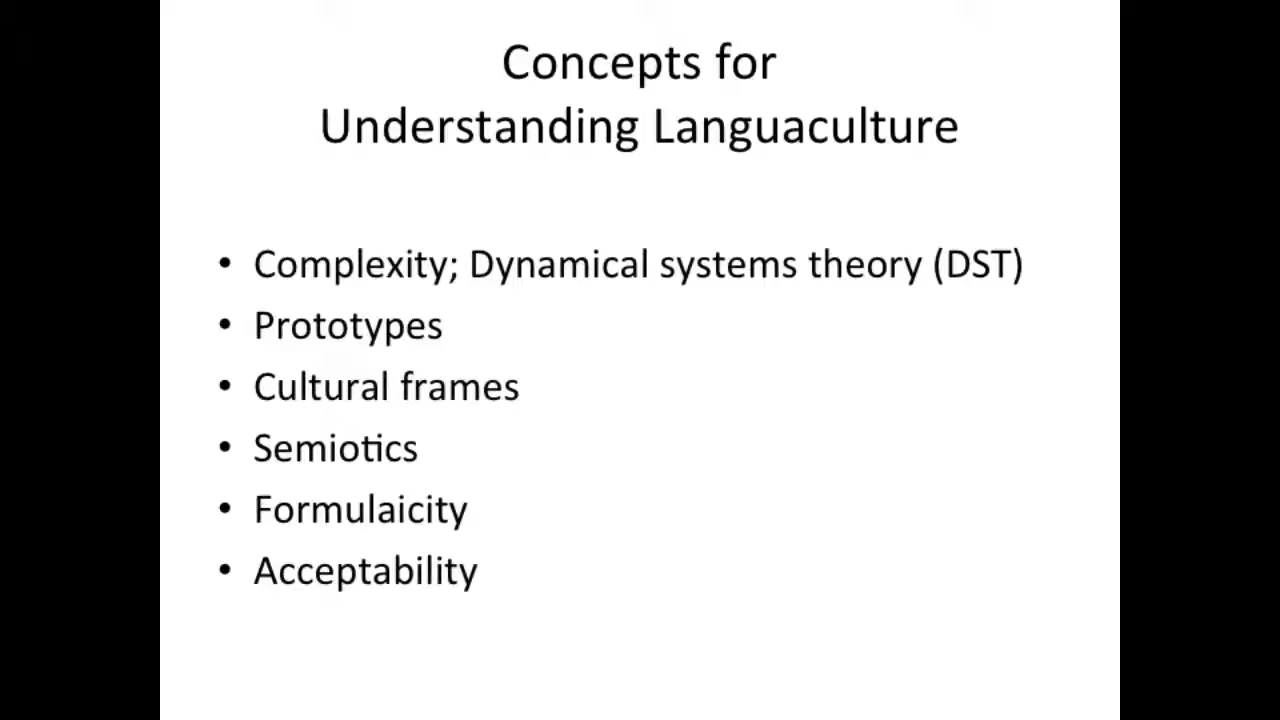 Concepts for
Understanding Languaculture
• Complexity; Dynamical systems theory (DST)
• Prototypes
• Cultural frames
• Semiotics
• Formulaicity
• Acceptability